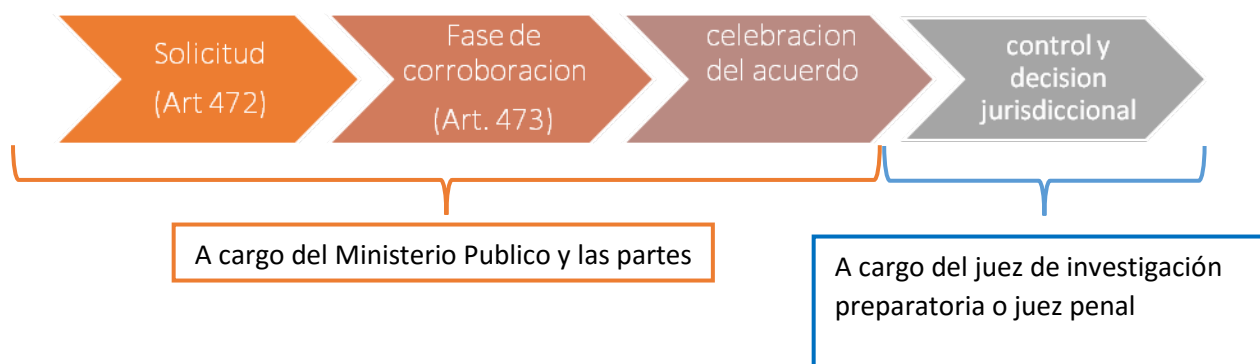 Solicitud
(Art 472)
Fase de
corroboracion
(Art. 473)
celebracion
del acuerdo
control y
decision
jurisdiccional
A cargo del Ministerio Publico y las partes
A cargo del juez de investigación
preparatoria o juez penal